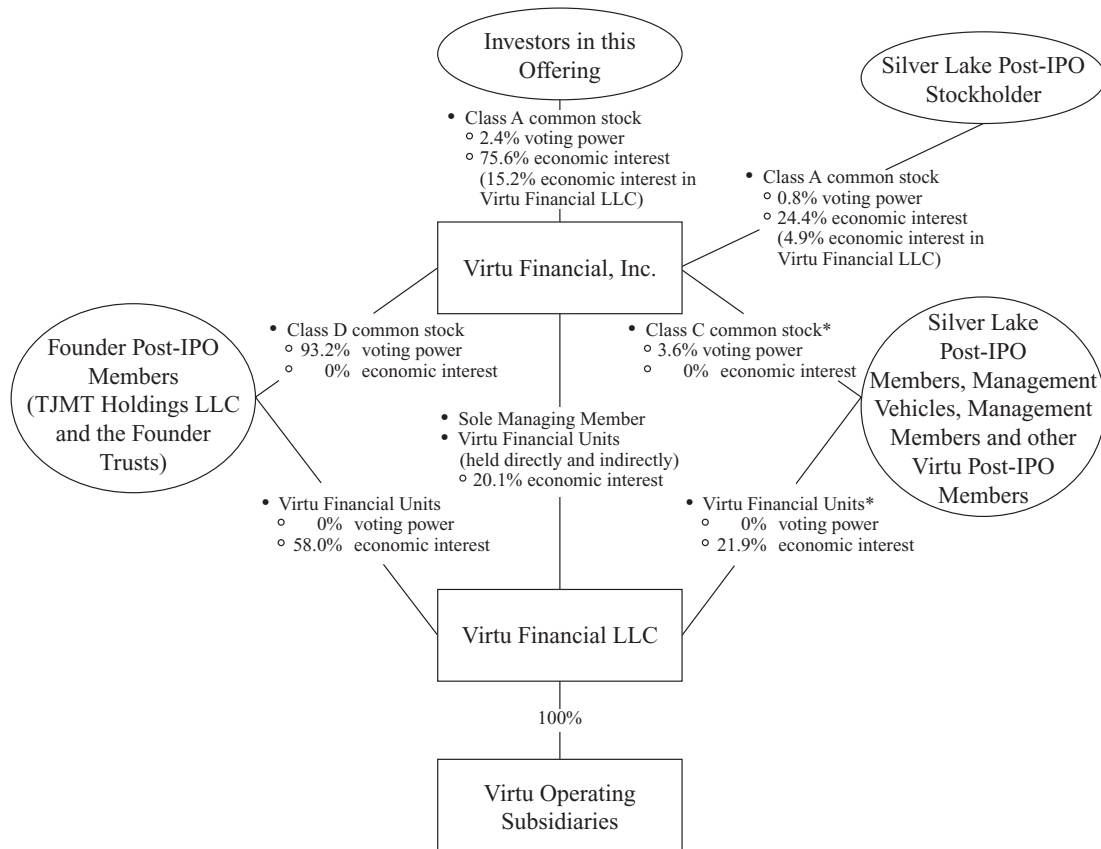 Investors in this
Offering
Silver Lake Post-IPO
Stockholder
• Class A common stock
○ 2.4% voting power
○ 75.6% economic interest
(15.2% economic interest in
Virtu Financial LLC)
• Class A common stock
○ 0.8% voting power
○ 24.4% economic interest
(4.9% economic interest in
Virtu Financial LLC)
Virtu Financial, Inc.
• Class D common stock
○ 93.2% voting power
○ 0% economic interest
• Class C common stock*
○ 3.6% voting power
○ 0% economic interest
Founder Post-IPO
Members
(TJMT Holdings LLC
and the Founder
Trusts)
Silver Lake
Post-IPO
Members, Management
Vehicles, Management
Members and other
Virtu Post-IPO
Members
• Sole Managing Member
• Virtu Financial Units
(held directly and indirectly)
○ 20.1% economic interest
• Virtu Financial Units
○ 0% voting power
○ 58.0% economic interest
• Virtu Financial Units*
○ 0% voting power
○ 21.9% economic interest
Virtu Financial LLC
100%
Virtu Operating
Subsidiaries